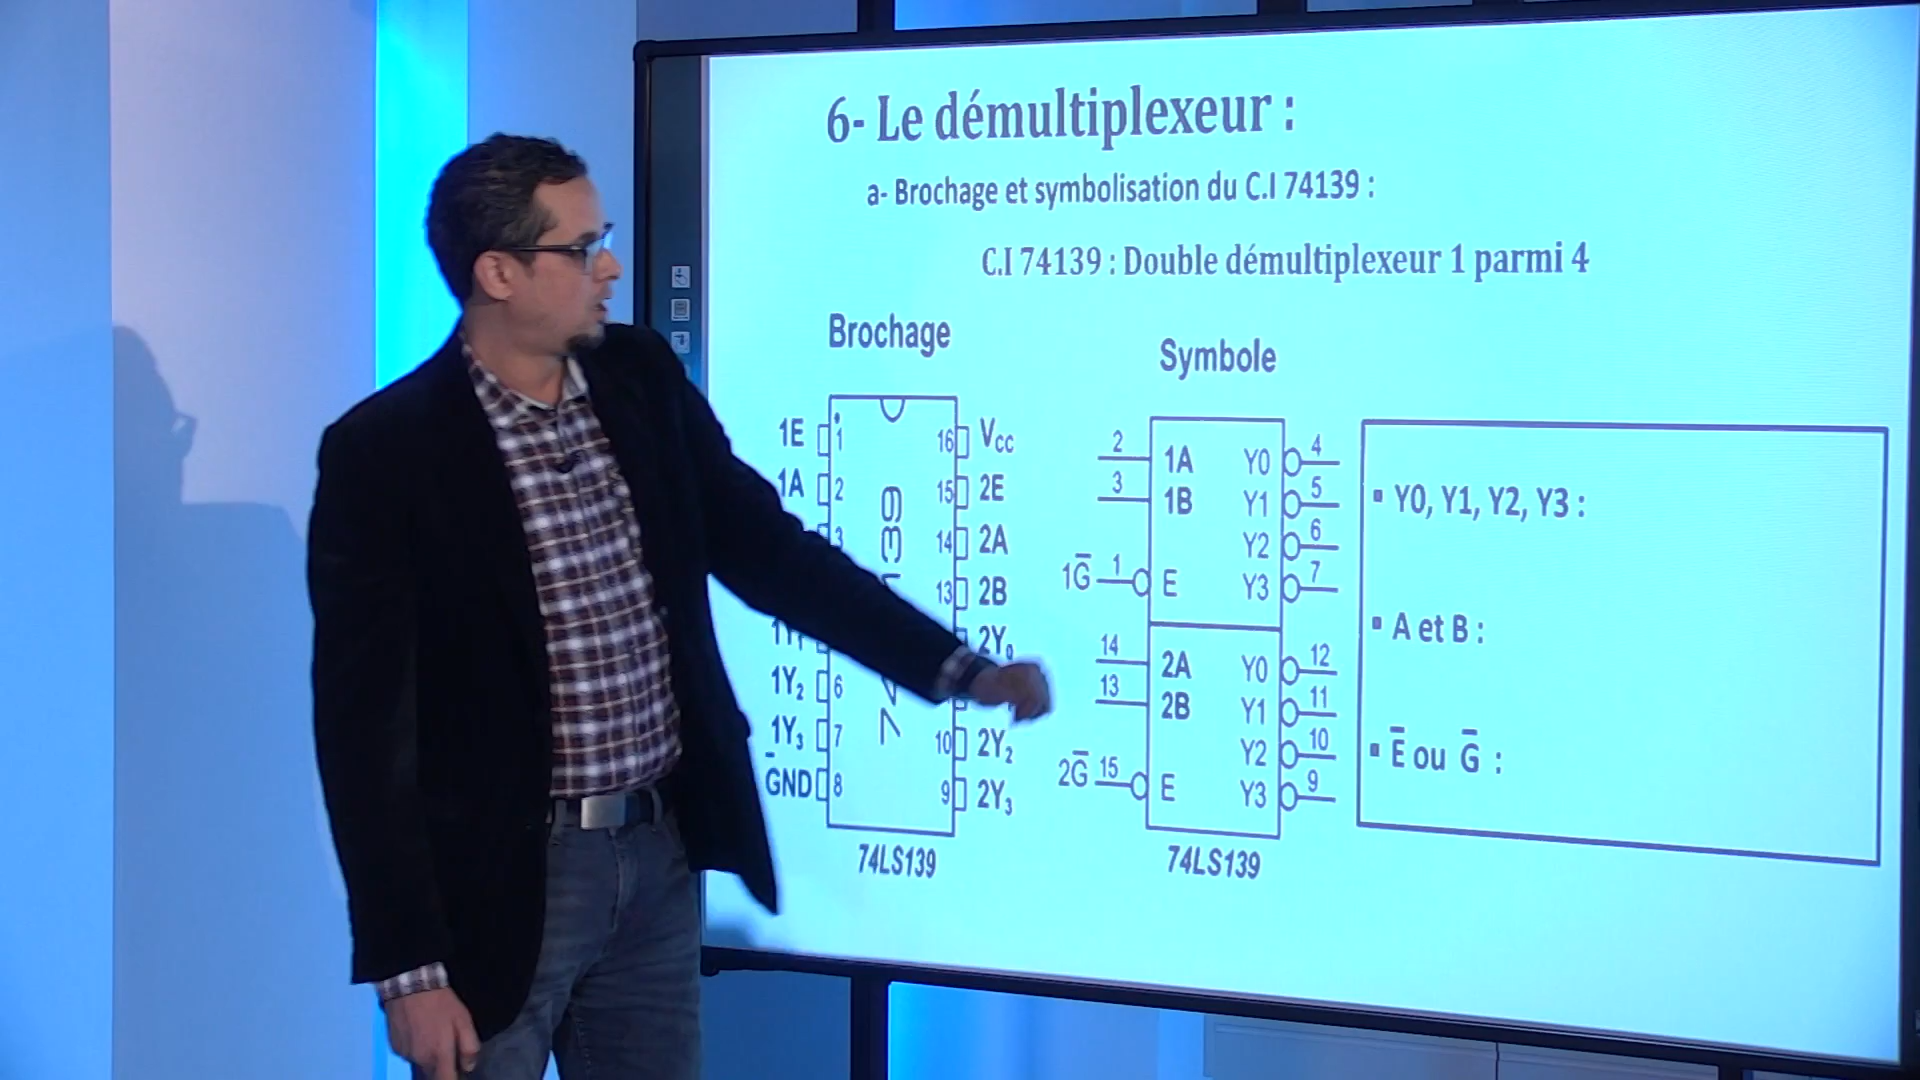 6- Le démultiplexeur :
a- Brochage et symbolisation du C.I 74139 :
C.I 74139 : Double démultiplexeur 1 parmi 4
Brochage
Symbole
1E 1 16 Vcc
1A 2 15 2E
3 14 2A
13 2B
2Y0
1Y2 6
1Y3 7 10 2Y2
G̅ND 8 9 2Y3
74LS139
2 1A Y0 4
3 1B Y1 5
Y2 6
1G̅ 1 E Y3 7
14 2A Y0 12
13 2B Y1 11
Y2 10
2G̅ 15 E Y3 9
74LS139
▪ Y0, Y1, Y2, Y3 :
▪ A et B :
▪ E̅ ou G̅ :